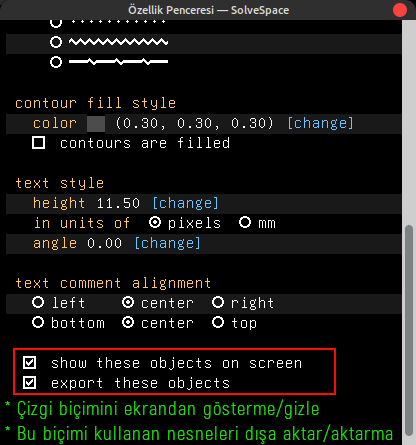 Özellik Penceresi — SolveSpace
contour fill style
color (0.30, 0.30, 0.30) [change]
contours are filled
text style
height 11.50 [change]
in units of pixels mm
angle 0.00 [change]
text comment alignment
left center right
bottom center top
show these objects on screen
export these objects
* Çizgi biçimini ekrandan gösterme/gizle
* Bu biçimi kullanan nesneleri dışa aktar/aktarma